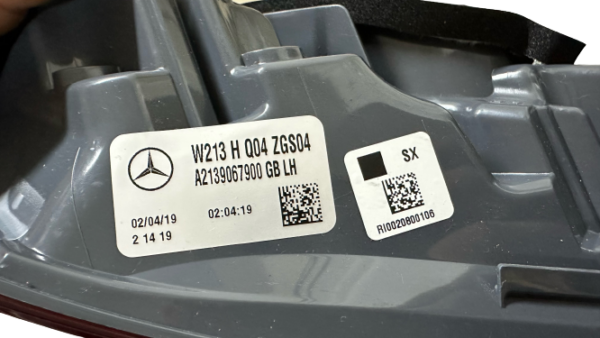 W213 H Q04 ZGS04
A2139067900 GB LH
02/04/19 02:04:19
2 14 19
SX
RI0020800106